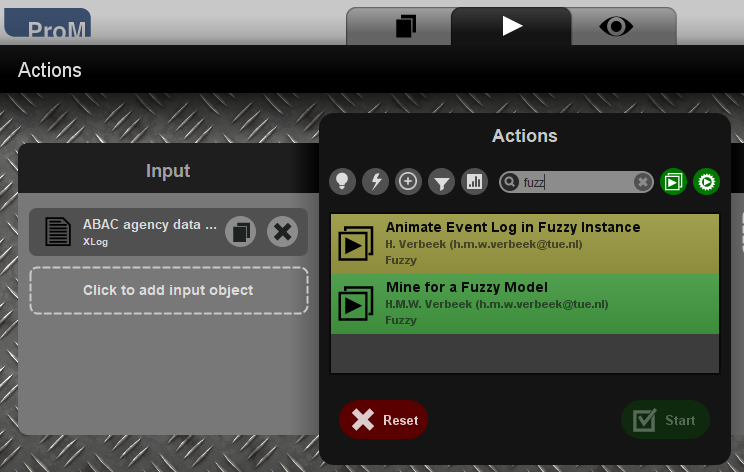 ProM
Actions
Input
ABAC agency data ...
XLog
Click to add input object
Actions
fuzz
Animate Event Log in Fuzzy Instance
H. Verbeek (h.m.w.verbeek@tue.nl)
Fuzzy
Mine for a Fuzzy Model
H.M.W. Verbeek (h.m.w.verbeek@tue.nl)
Fuzzy
Reset
Start